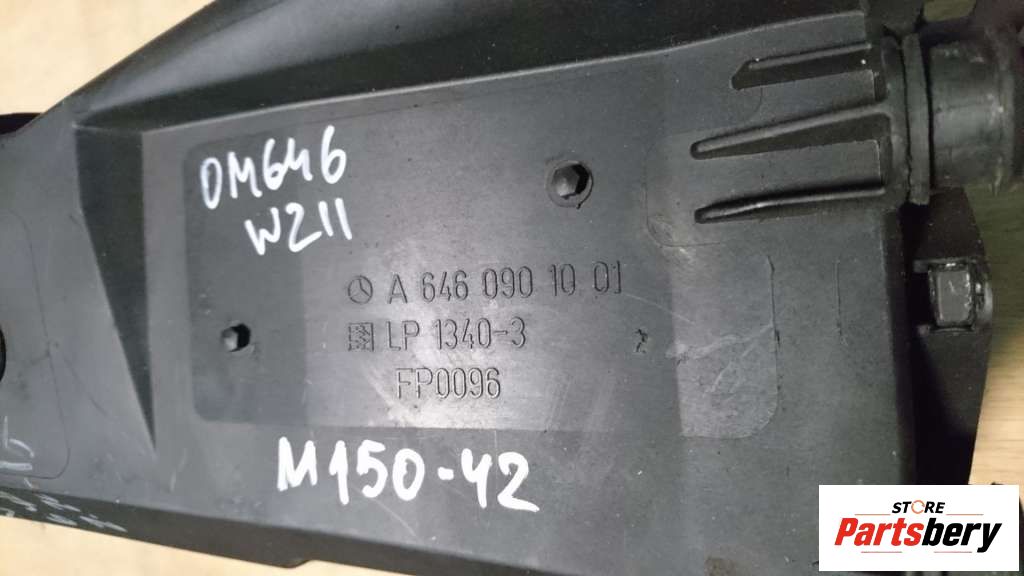 OM646
W211
A 646 090 10 01
LP 1340-3
FP0096
M150-42
STORE
Partsbery